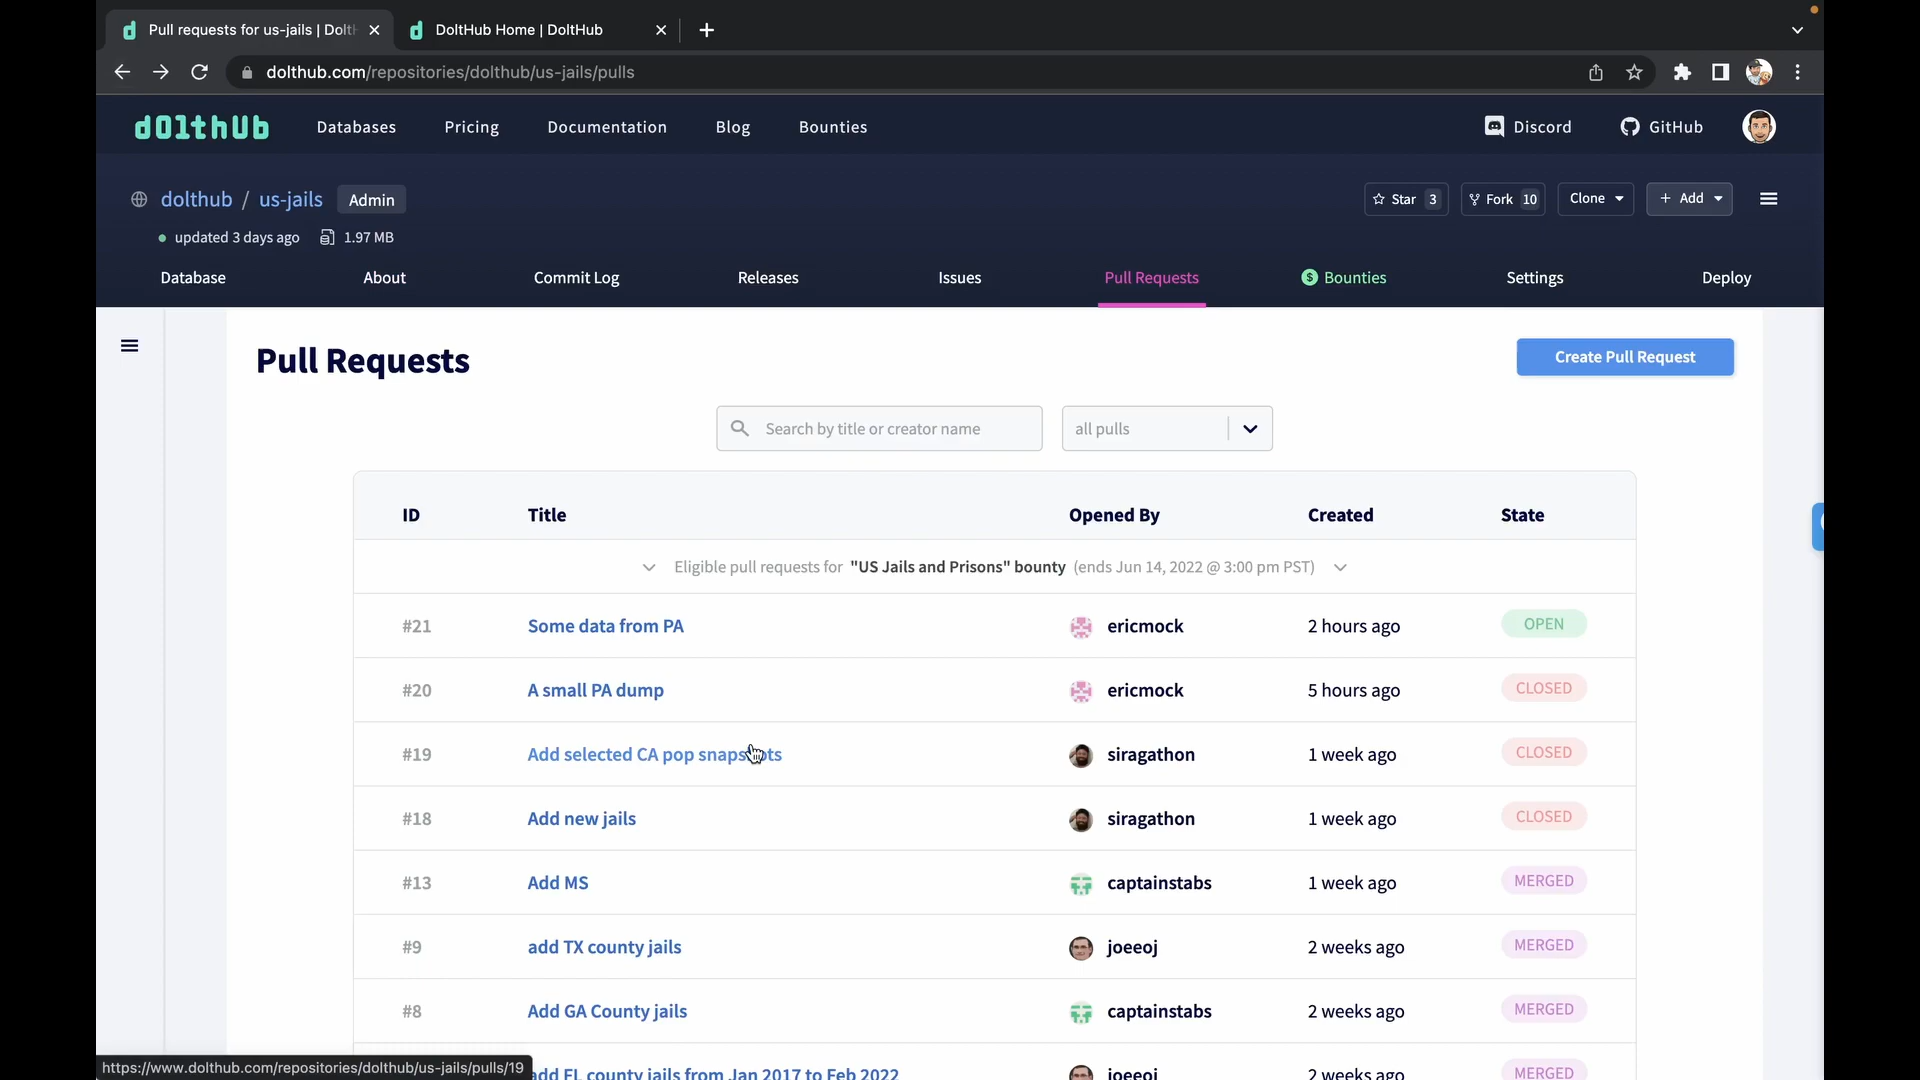 Pull requests for us-jails | Dolt
DoltHub Home | DoltHub
dolthub.com/repositories/dolthub/us-jails/pulls
dolthub
Databases
Pricing
Documentation
Blog
Bounties
Discord
GitHub
dolthub / us-jails
Admin
Star 3
Fork 10
Clone
+ Add
updated 3 days ago
1.97 MB
Database
About
Commit Log
Releases
Issues
Pull Requests
$ Bounties
Settings
Deploy
Pull Requests
Create Pull Request
Search by title or creator name
all pulls
ID Title Opened By Created State
Eligible pull requests for "US Jails and Prisons" bounty (ends Jun 14, 2022 @ 3:00 pm PST)
#21 Some data from PA ericmock 2 hours ago OPEN
#20 A small PA dump ericmock 5 hours ago CLOSED
#19 Add selected CA pop snapshots siragathon 1 week ago CLOSED
#18 Add new jails siragathon 1 week ago CLOSED
#13 Add MS captainstabs 1 week ago MERGED
#9 add TX county jails joeeoj 2 weeks ago MERGED
#8 Add GA County jails captainstabs 2 weeks ago MERGED
add FL county jails from Jan 2017 to Feb 2022 joeeoj 2 weeks ago MERGED
https://www.dolthub.com/repositories/dolthub/us-jails/pulls/19